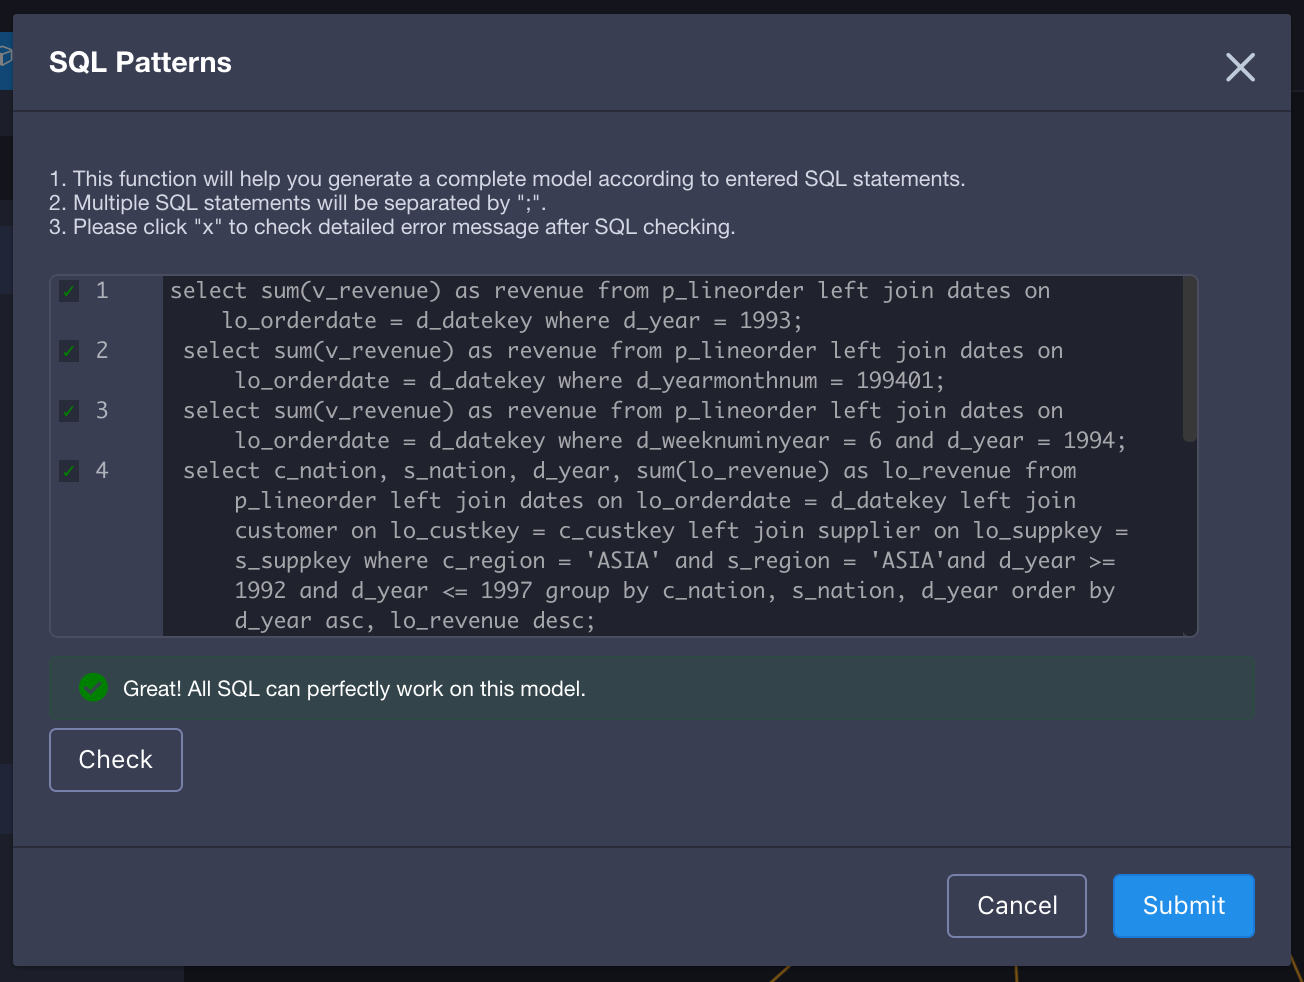 SQL Patterns
1. This function will help you generate a complete model according to entered SQL statements.
2. Multiple SQL statements will be separated by ";".
3. Please click "x" to check detailed error message after SQL checking.
1 select sum(v_revenue) as revenue from p_lineorder left join dates on
lo_orderdate = d_datekey where d_year = 1993;
2 select sum(v_revenue) as revenue from p_lineorder left join dates on
lo_orderdate = d_datekey where d_yearmonthnum = 199401;
3 select sum(v_revenue) as revenue from p_lineorder left join dates on
lo_orderdate = d_datekey where d_weeknuminyear = 6 and d_year = 1994;
4 select c_nation, s_nation, d_year, sum(lo_revenue) as lo_revenue from
p_lineorder left join dates on lo_orderdate = d_datekey left join
customer on lo_custkey = c_custkey left join supplier on lo_suppkey =
s_suppkey where c_region = 'ASIA' and s_region = 'ASIA'and d_year >=
1992 and d_year <= 1997 group by c_nation, s_nation, d_year order by
d_year asc, lo_revenue desc;
Great! All SQL can perfectly work on this model.
Check
Cancel
Submit